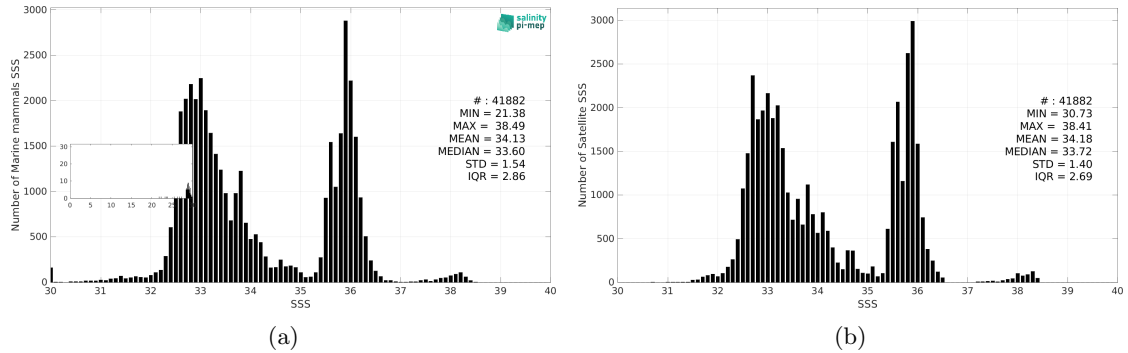 salinity
pi-mep
3000
2500
2000
1500
1000
500
0
Number of Marine mammals SSS
# : 41882
MIN = 21.38
MAX = 38.49
MEAN = 34.13
MEDIAN = 33.60
STD = 1.54
IQR = 2.86
30
20
10
0
0 5 10 15 20 25
30 31 32 33 34 35 36 37 38 39 40
SSS
(a)
3000
2500
2000
1500
1000
500
0
Number of Satellite SSS
# : 41882
MIN = 30.73
MAX = 38.41
MEAN = 34.18
MEDIAN = 33.72
STD = 1.40
IQR = 2.69
30 31 32 33 34 35 36 37 38 39 40
SSS
(b)